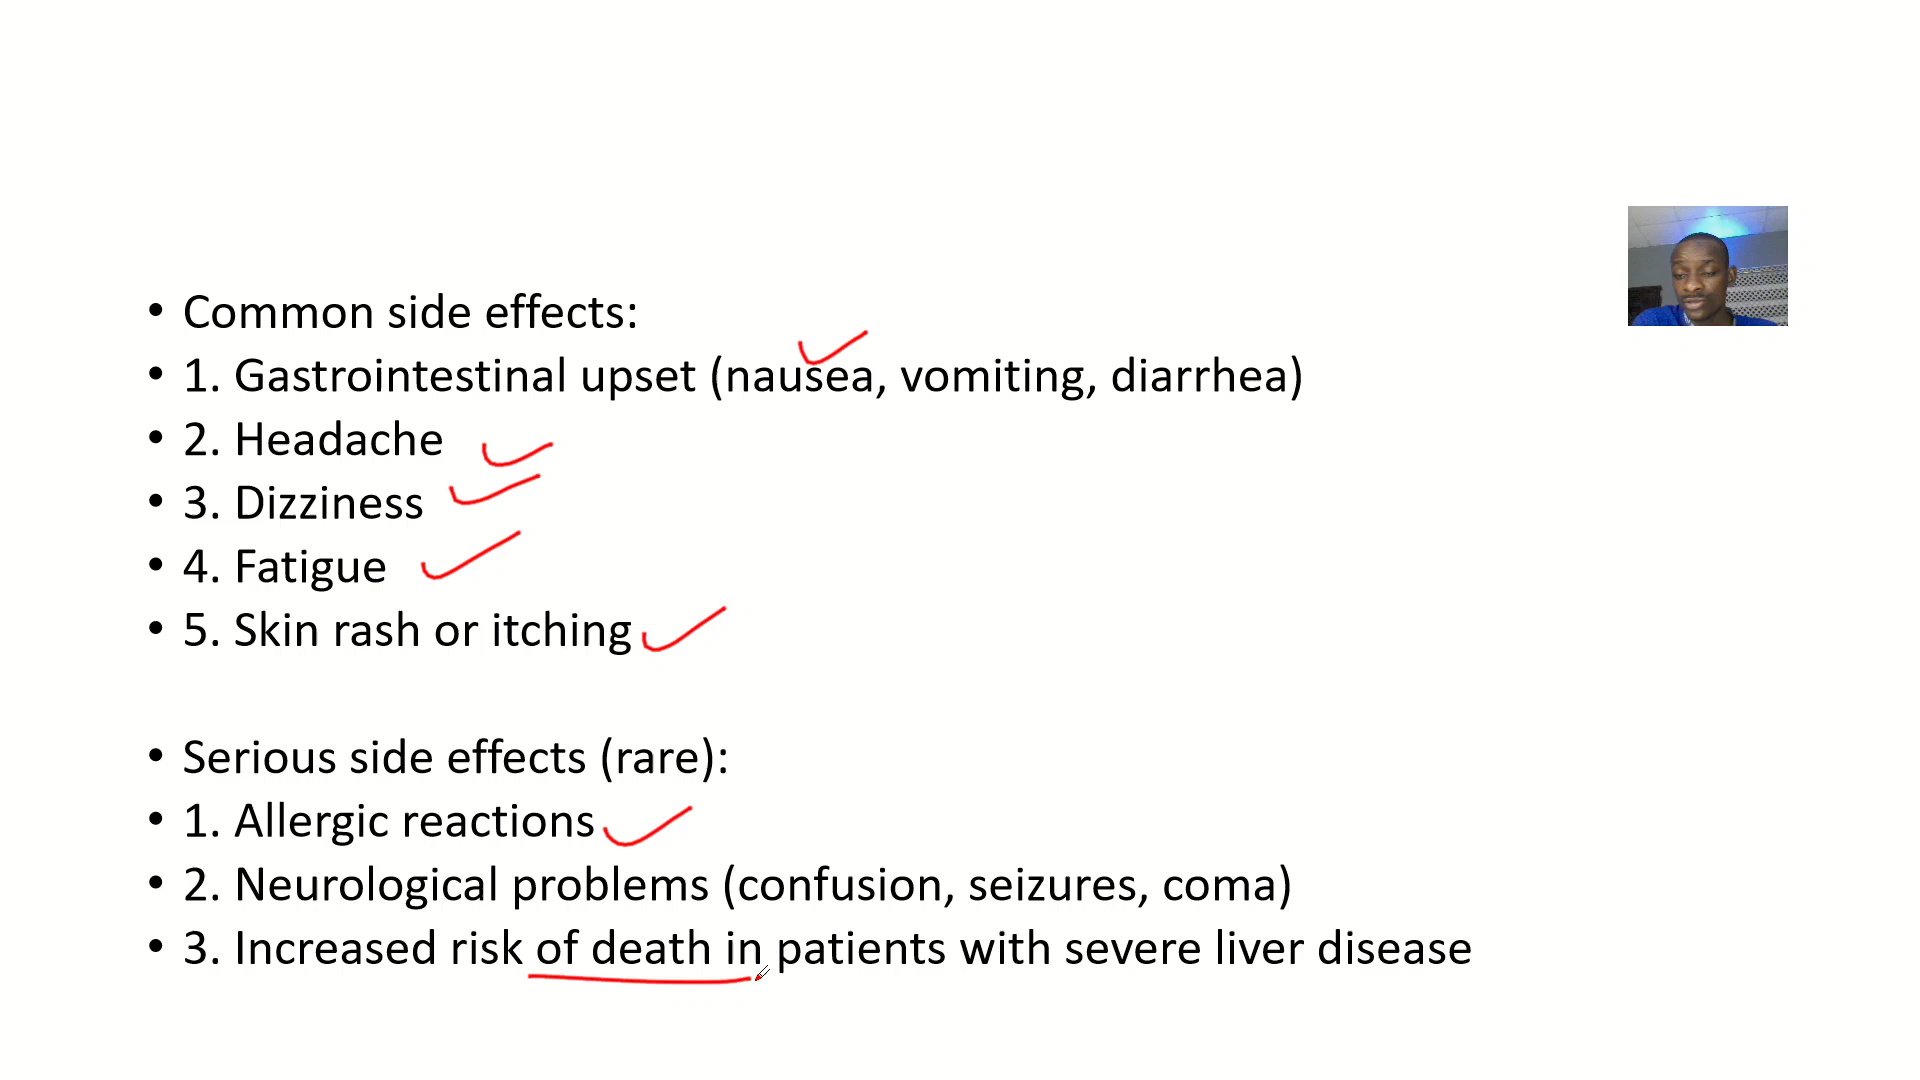 • Common side effects:
• 1. Gastrointestinal upset (nausea, vomiting, diarrhea)
• 2. Headache
• 3. Dizziness
• 4. Fatigue
• 5. Skin rash or itching
• Serious side effects (rare):
• 1. Allergic reactions
• 2. Neurological problems (confusion, seizures, coma)
• 3. Increased risk of death in patients with severe liver disease